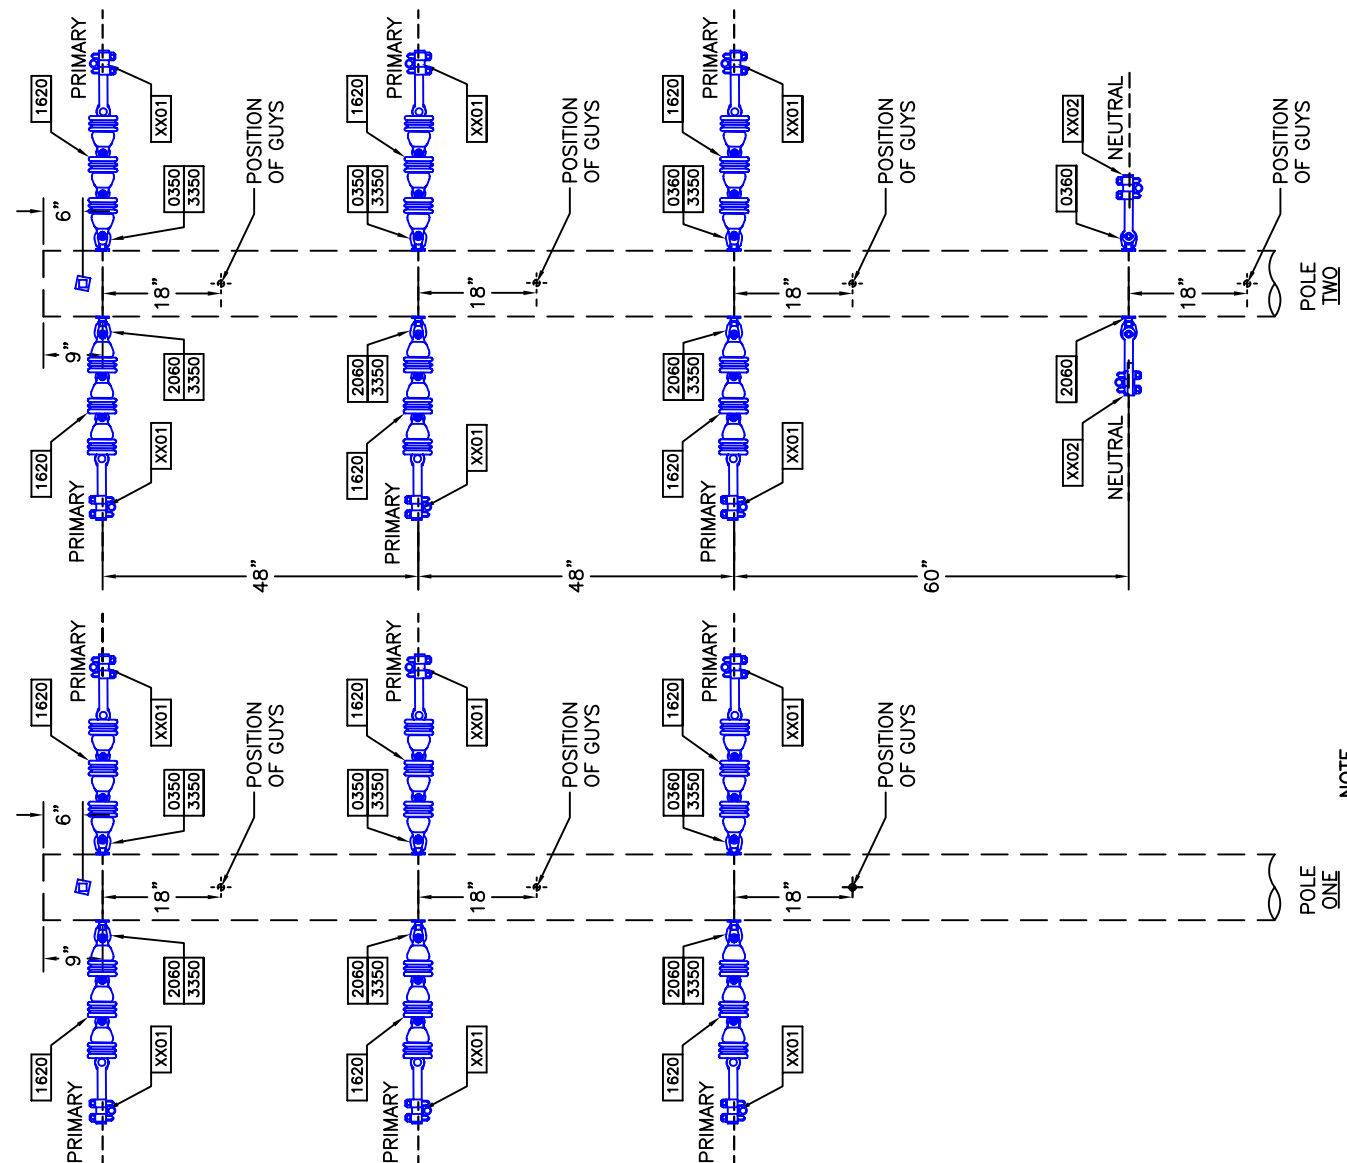 1620
9"
6"
1620
PRIMARY
PRIMARY
XX01
2060
3350
18"
0350
3350
XX01
POSITION
OF GUYS
1620
2060
3350
0350
3350
1620
PRIMARY
PRIMARY
XX01
18"
XX01
POSITION
OF GUYS
1620
2060
3350
0360
3350
1620
PRIMARY
PRIMARY
XX01
18"
XX01
POSITION
OF GUYS
POLE
ONE
48"
48"
60"
1620
9"
6"
1620
PRIMARY
PRIMARY
XX01
2060
3350
18"
0350
3350
XX01
POSITION
OF GUYS
1620
2060
3350
0350
3350
1620
PRIMARY
PRIMARY
XX01
18"
XX01
POSITION
OF GUYS
1620
2060
3350
0360
3350
1620
PRIMARY
PRIMARY
XX01
18"
XX01
POSITION
OF GUYS
XX02
2060
0360
XX02
NEUTRAL
NEUTRAL
18"
POSITION
OF GUYS
POLE
TWO
NOTE